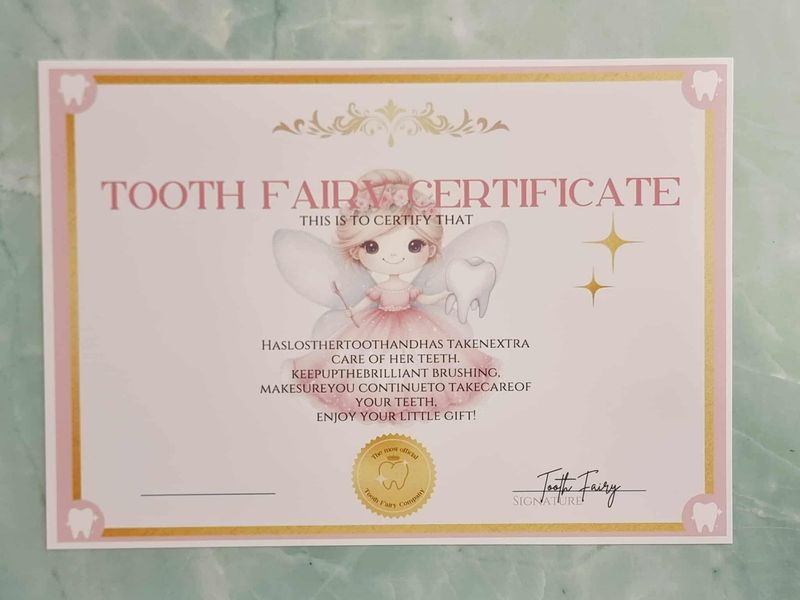 TOOTH FAIRY CERTIFICATE
THIS IS TO CERTIFY THAT
HASLOSTHERTOOTHANDHAS TAKENEXTRA
CARE OF HER TEETH.
KEEPUPTHEBRILLIANT BRUSHING,
MAKESUREYOU CONTINUETO TAKECAREOF
YOUR TEETH,
ENJOY YOUR LITTLE GIFT!
The most official
Tooth Fairy Company
Tooth Fairy
SIGNATURE